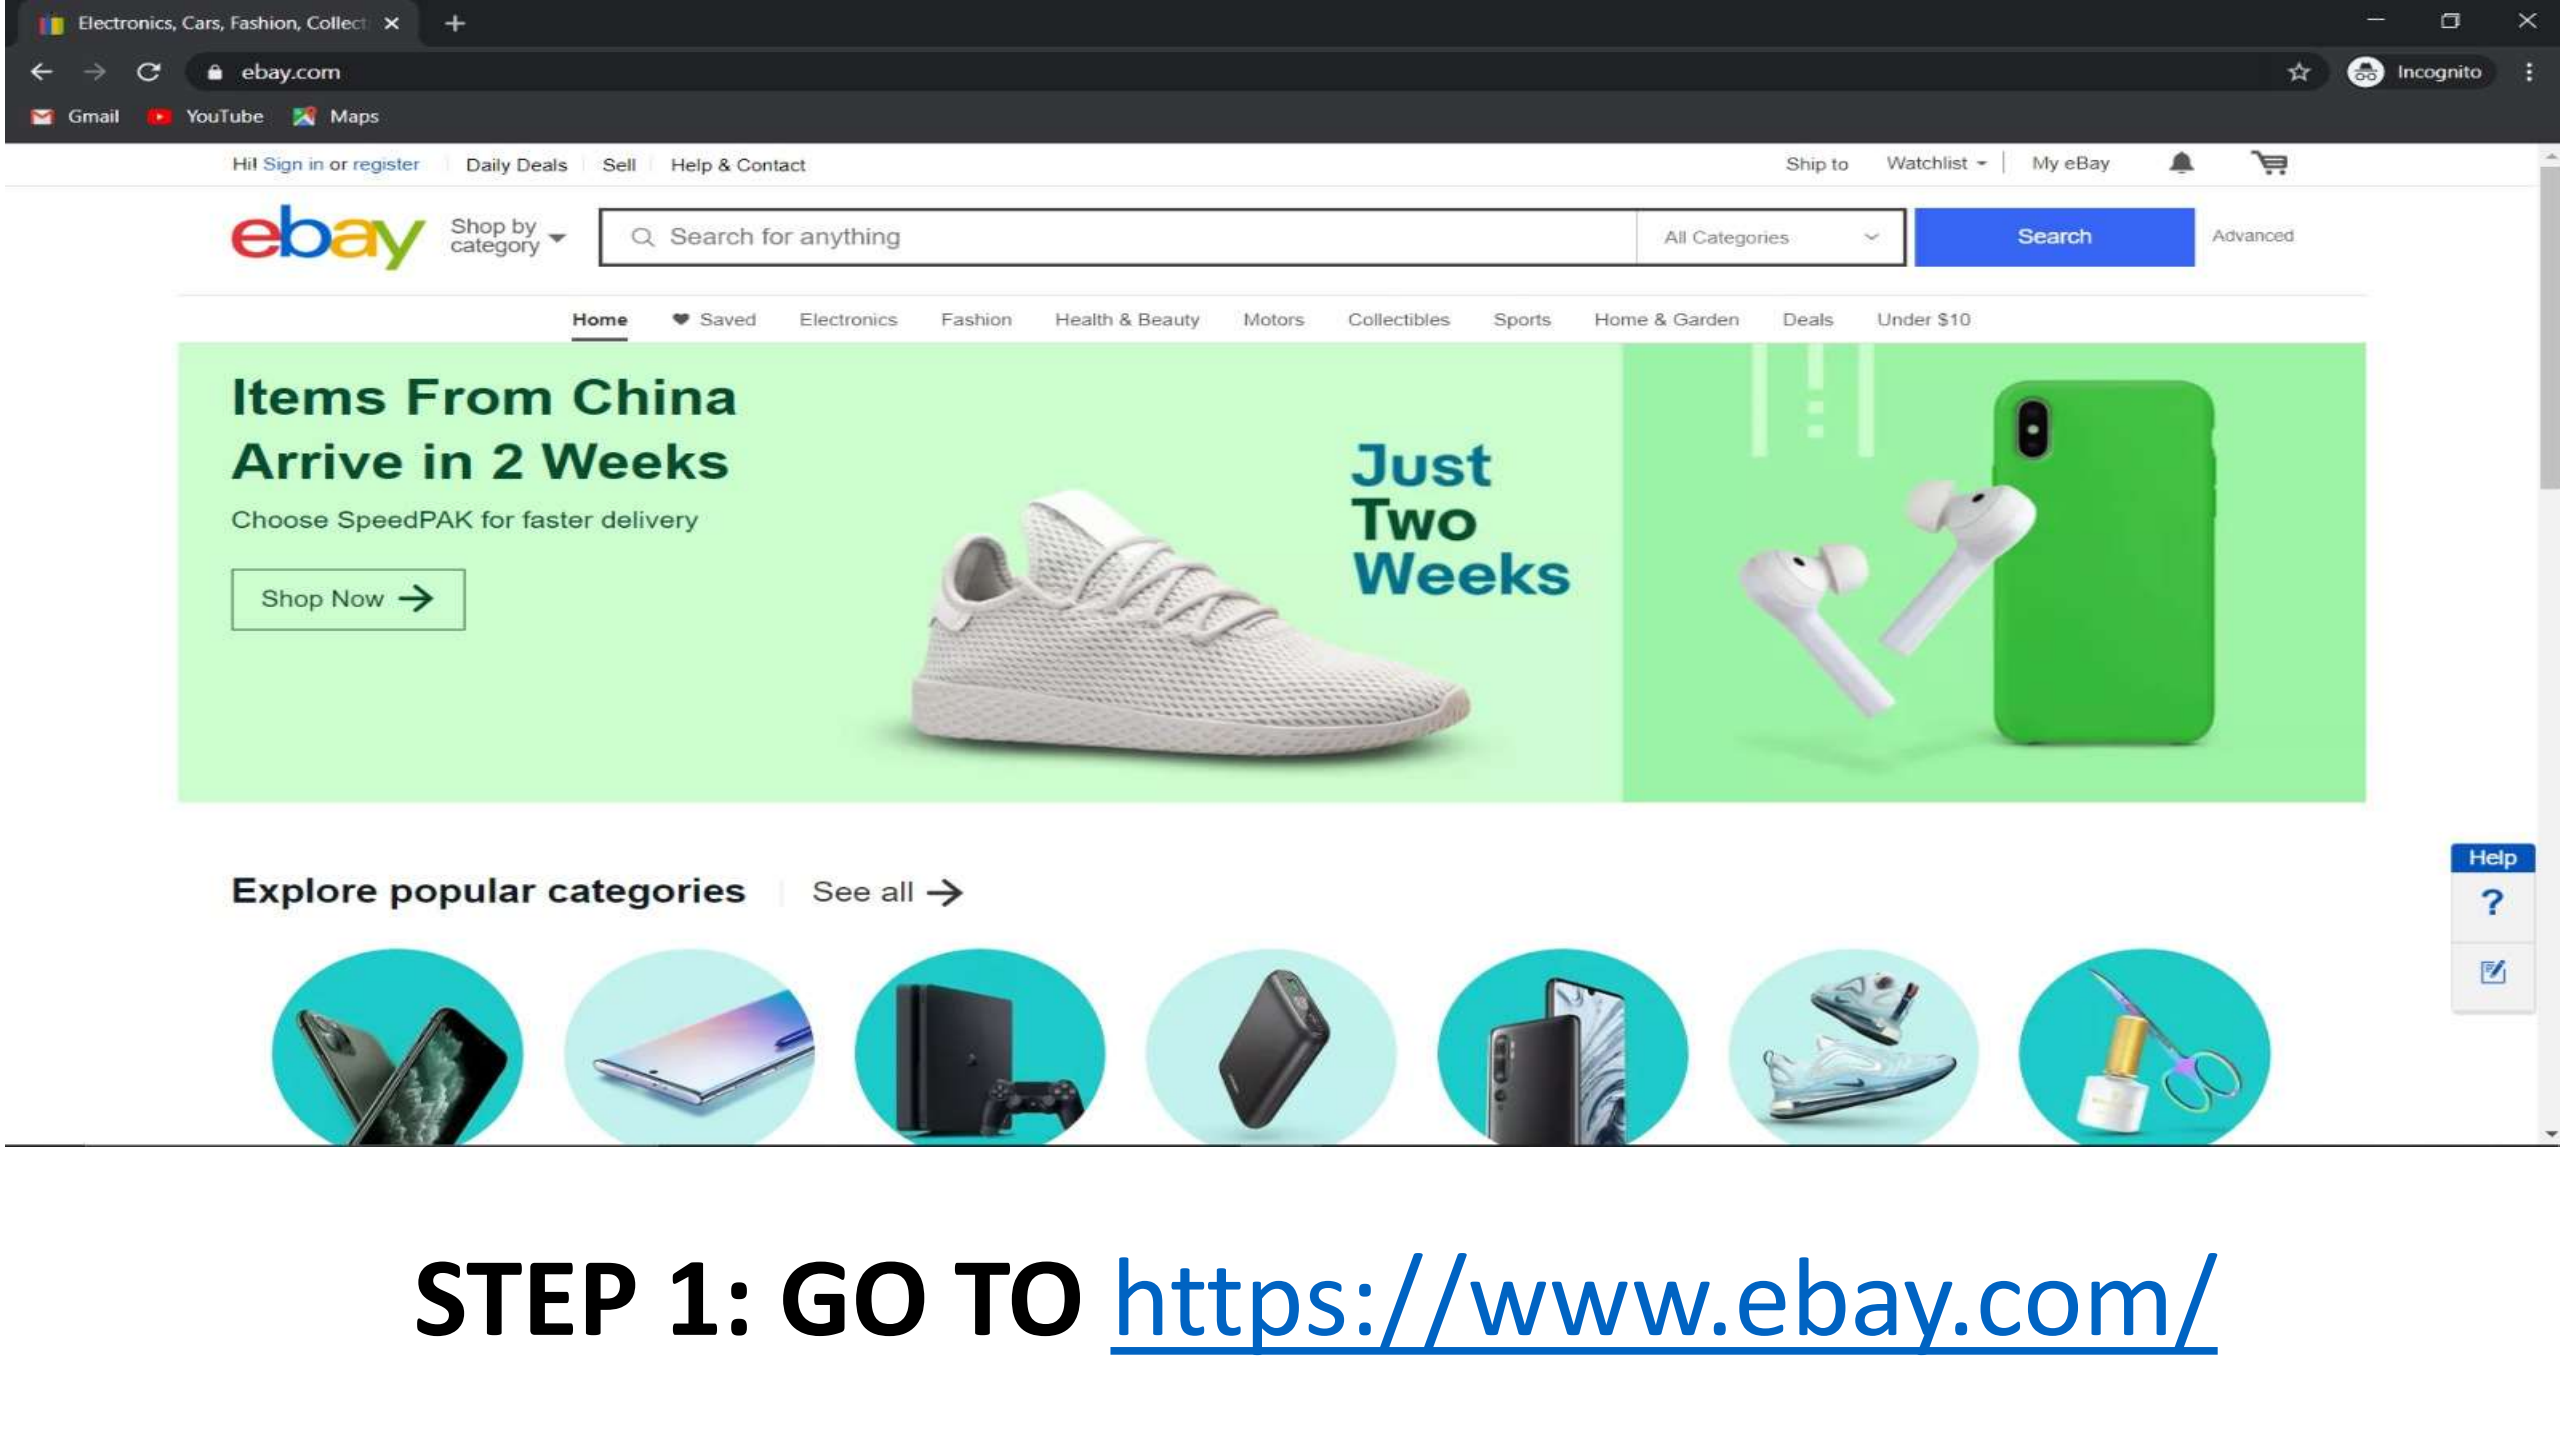 Electronics, Cars, Fashion, Collect
ebay.com
Incognito
Gmail YouTube Maps
Hi! Sign in or register Daily Deals Sell Help & Contact Ship to Watchlist My eBay
ebay
Shop by
category
Search for anything
All Categories
Search
Advanced
Home Saved Electronics Fashion Health & Beauty Motors Collectibles Sports Home & Garden Deals Under $10
Items From China
Arrive in 2 Weeks
Choose SpeedPAK for faster delivery
Shop Now
Just
Two
Weeks
Explore popular categories See all
Help
?
STEP 1: GO TO https://www.ebay.com/